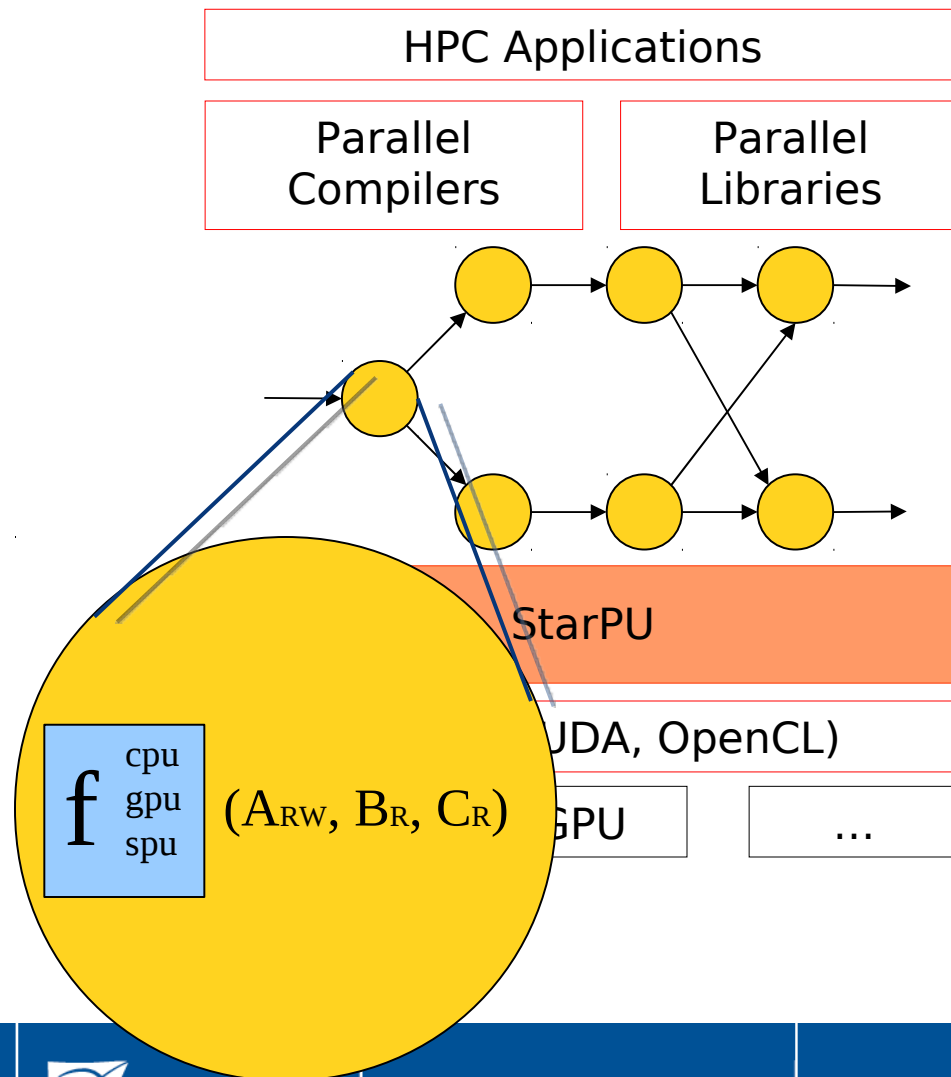 HPC Applications
Parallel
Compilers
Parallel
Libraries
StarPU
UDA, OpenCL)
GPU
...
f
cpu
gpu
spu
(ARW, BR, CR)